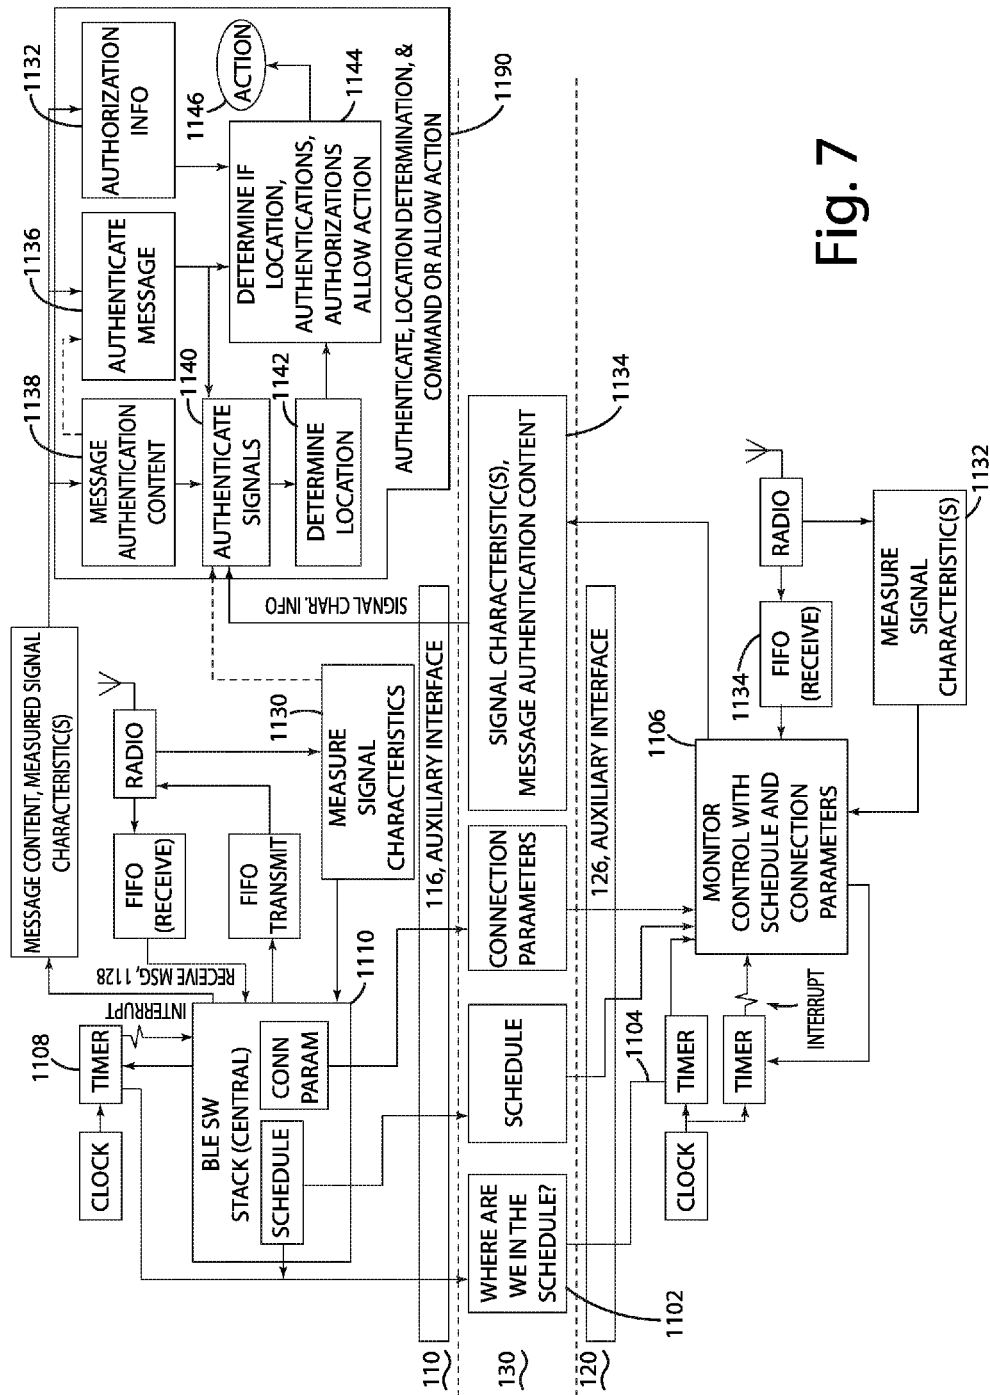 1108
CLOCK
TIMER
INTERRUPT
RECEIVE MSG, 1128
BLE SW
STACK (CENTRAL)
SCHEDULE
CONN
PARAM
1110
MESSAGE CONTENT, MEASURED SIGNAL
CHARACTERISTIC(S)
FIFO
(RECEIVE)
RADIO
FIFO
TRANSMIT
1130
MEASURE
SIGNAL
CHARACTERISTICS
1138
MESSAGE
AUTHENTICATION
CONTENT
1136
AUTHENTICATE
MESSAGE
1132
AUTHORIZATION
INFO
1140
AUTHENTICATE
SIGNALS
1142
DETERMINE
LOCATION
1146
ACTION
DETERMINE IF
LOCATION,
AUTHENTICATIONS,
AUTHORIZATIONS
ALLOW ACTION
1144
AUTHENTICATE, LOCATION DETERMINATION, &
COMMAND OR ALLOW ACTION
1190
SIGNAL CHAR. INFO
110
116, AUXILIARY INTERFACE
130
WHERE ARE
WE IN THE
SCHEDULE?
1102
SCHEDULE
CONNECTION
PARAMETERS
SIGNAL CHARACTERISTIC(S),
MESSAGE AUTHENTICATION CONTENT
1134
120
126, AUXILIARY INTERFACE
1104
CLOCK
TIMER
TIMER
INTERRUPT
1106
MONITOR
CONTROL WITH
SCHEDULE AND
CONNECTION
PARAMETERS
1134
FIFO
(RECEIVE)
RADIO
MEASURE
SIGNAL
CHARACTERISTIC(S)
1132
Fig. 7